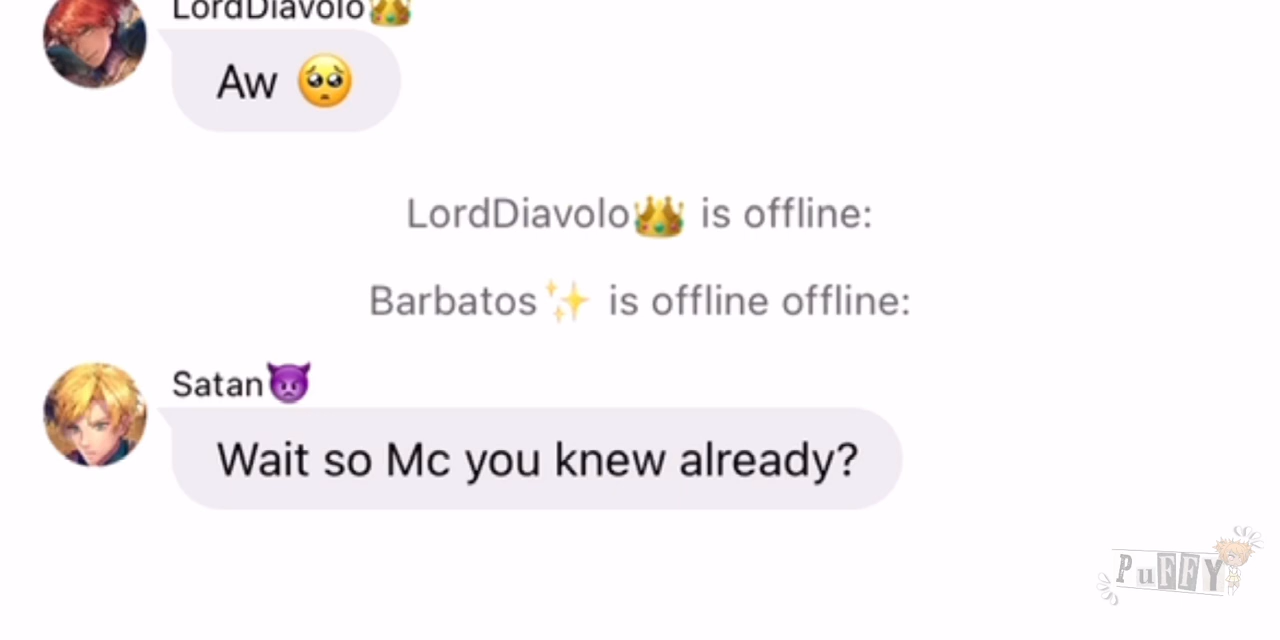 LordDiavolo👑
Aw 🥺
LordDiavolo👑 is offline:
Barbatos✨ is offline offline:
Satan👿
Wait so Mc you knew already?
PuFFY